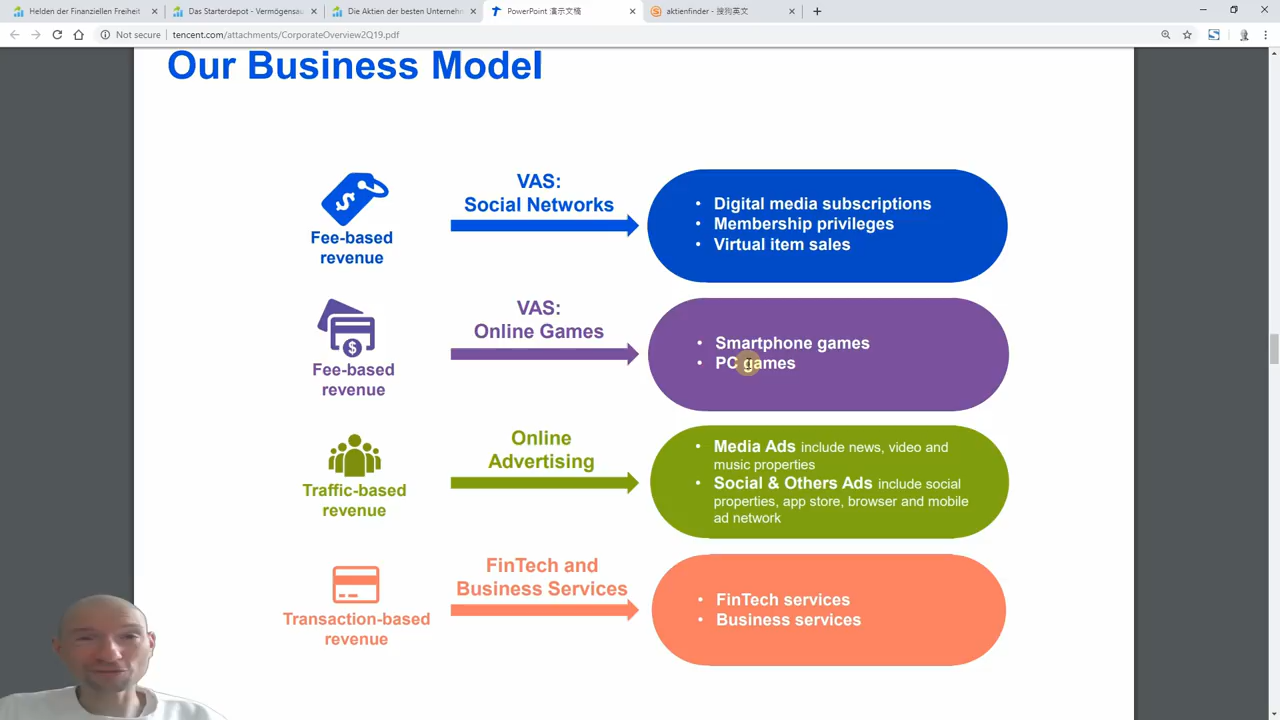 Helden der Finanziellen Freiheit
Das Starterdepot - Vermögensau
Die Aktien der besten Unternehm
PowerPoint 演示文稿
aktienfinder - 搜狗英文
Not secure
tencent.com/attachments/CorporateOverview2Q19.pdf
Our Business Model
Fee-based
revenue
VAS:
Social Networks
• Digital media subscriptions
• Membership privileges
• Virtual item sales
Fee-based
revenue
VAS:
Online Games
• Smartphone games
• PC games
Traffic-based
revenue
Online
Advertising
• Media Ads include news, video and
music properties
• Social & Others Ads include social
properties, app store, browser and mobile
ad network
Transaction-based
revenue
FinTech and
Business Services
• FinTech services
• Business services